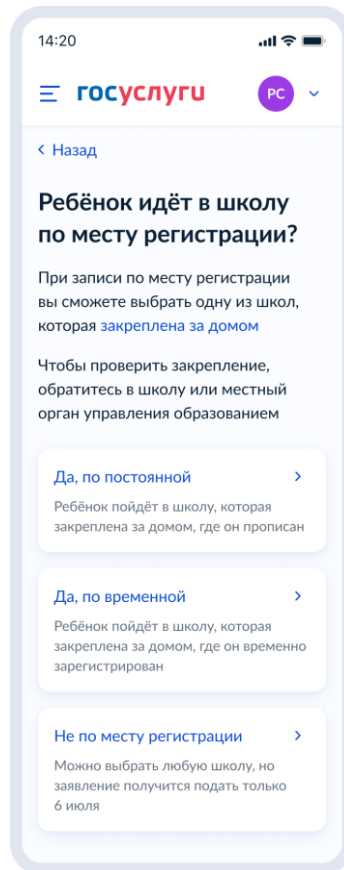 14:20
госуслуги
РС
Назад
Ребёнок идёт в школу
по месту регистрации?
При записи по месту регистрации
вы сможете выбрать одну из школ,
которая закреплена за домом
Чтобы проверить закрепление,
обратитесь в школу или местный
орган управления образованием
Да, по постоянной
Ребёнок пойдёт в школу, которая
закреплена за домом, где он прописан
Да, по временной
Ребёнок пойдёт в школу, которая
закреплена за домом, где он временно
зарегистрирован
Не по месту регистрации
Можно выбрать любую школу, но
заявление получится подать только
6 июля